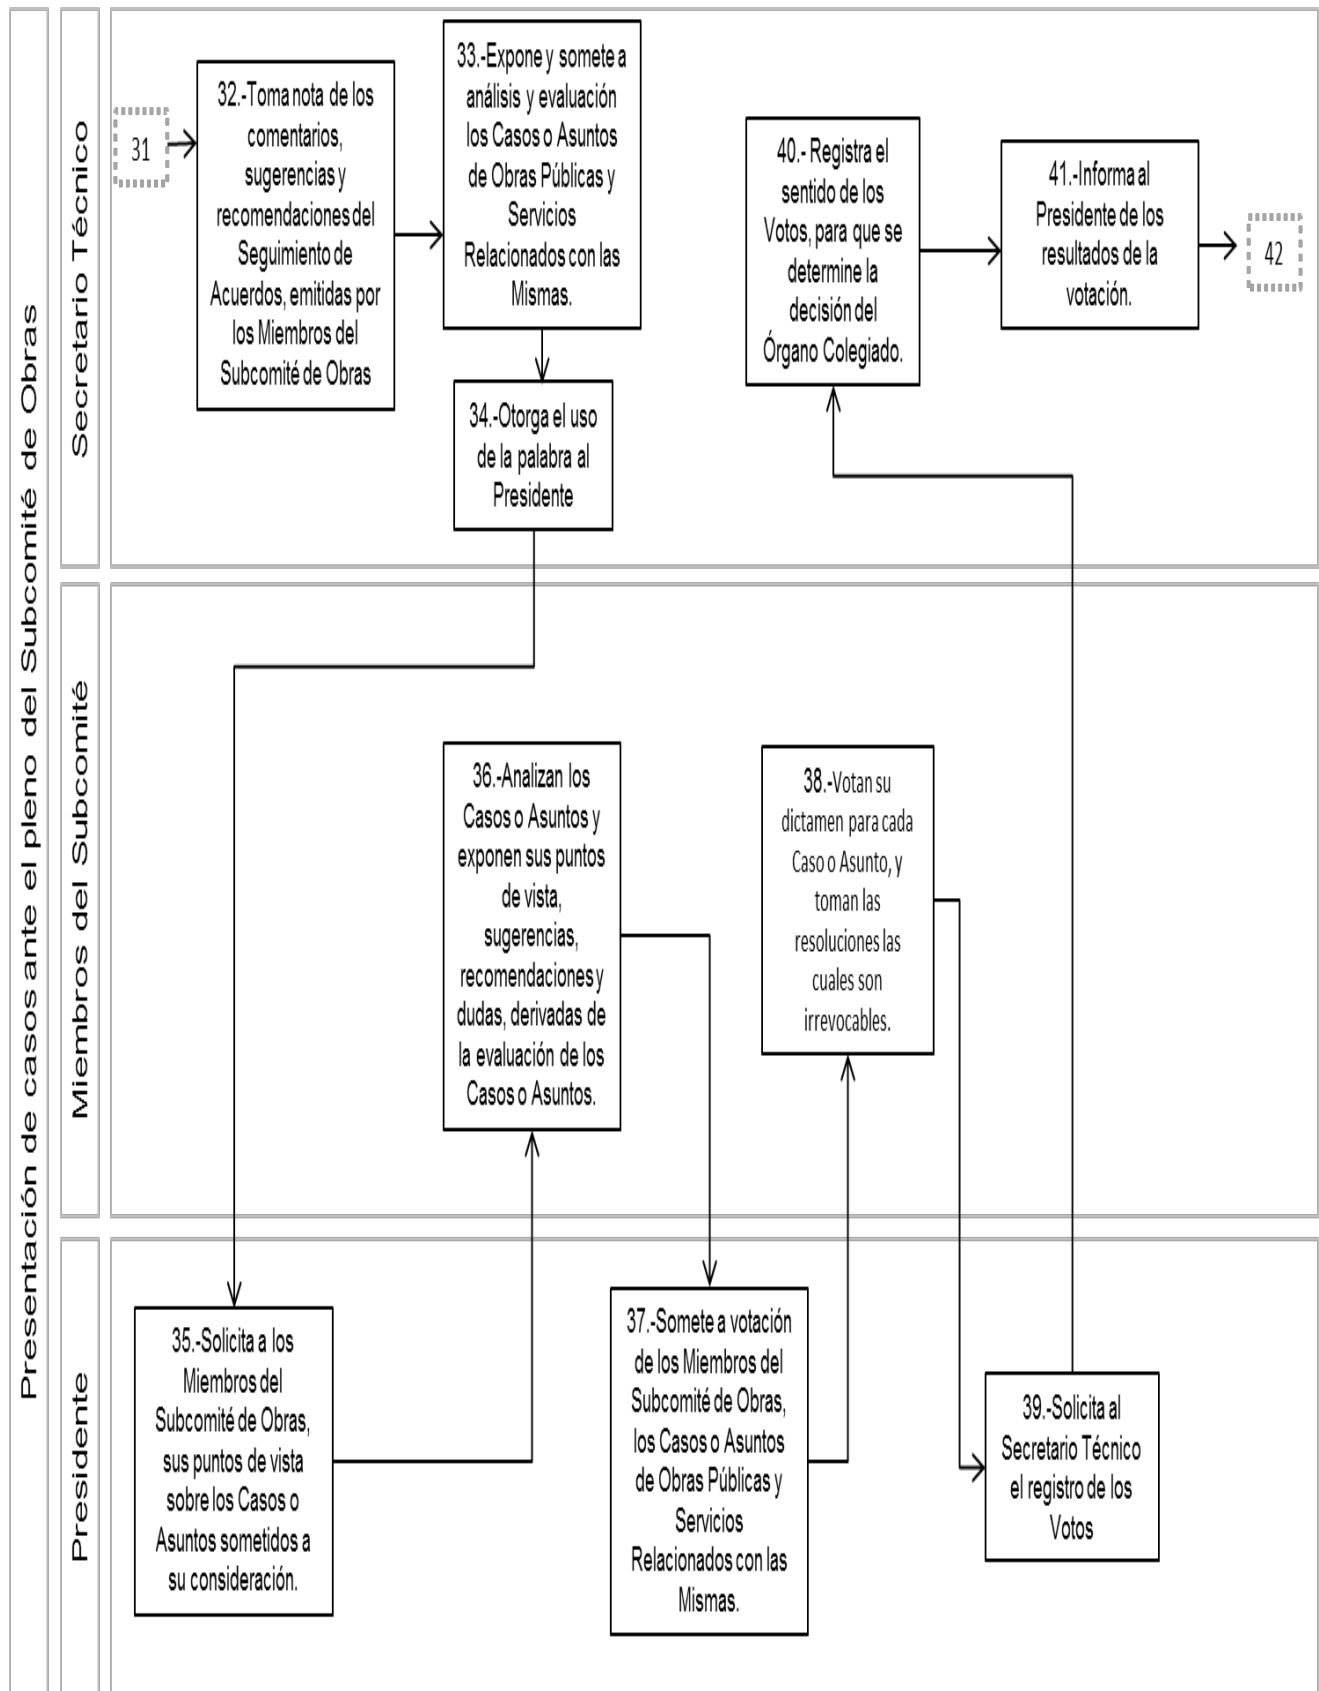 Presentación de casos ante el pleno del Subcomité de Obras
Secretario Técnico
31
32.-Toma nota de los
comentarios,
sugerencias y
recomendaciones del
Seguimiento de
Acuerdos, emitidas por
los Miembros del
Subcomité de Obras
33.-Expone y somete a
análisis y evaluación
los Casos o Asuntos
de Obras Públicas y
Servicios
Relacionados con las
Mismas.
34.-Otorga el uso
de la palabra al
Presidente
40.- Registra el
sentido de los
Votos, para que se
determine la
decisión del
Órgano Colegiado.
41.-Informa al
Presidente de los
resultados de la
votación.
42
Miembros del Subcomité
36.-Analizan los
Casos o Asuntos y
exponen sus puntos
de vista,
sugerencias,
recomendaciones y
dudas, derivadas de
la evaluación de los
Casos o Asuntos.
38.-Votan su
dictamen para cada
Caso o Asunto, y
toman las
resoluciones las
cuales son
irrevocables.
Presidente
35.-Solicita a los
Miembros del
Subcomité de Obras,
sus puntos de vista
sobre los Casos o
Asuntos sometidos a
su consideración.
37.-Somete a votación
de los Miembros del
Subcomité de Obras,
los Casos o Asuntos
de Obras Públicas y
Servicios
Relacionados con las
Mismas.
39.-Solicita al
Secretario Técnico
el registro de los
Votos